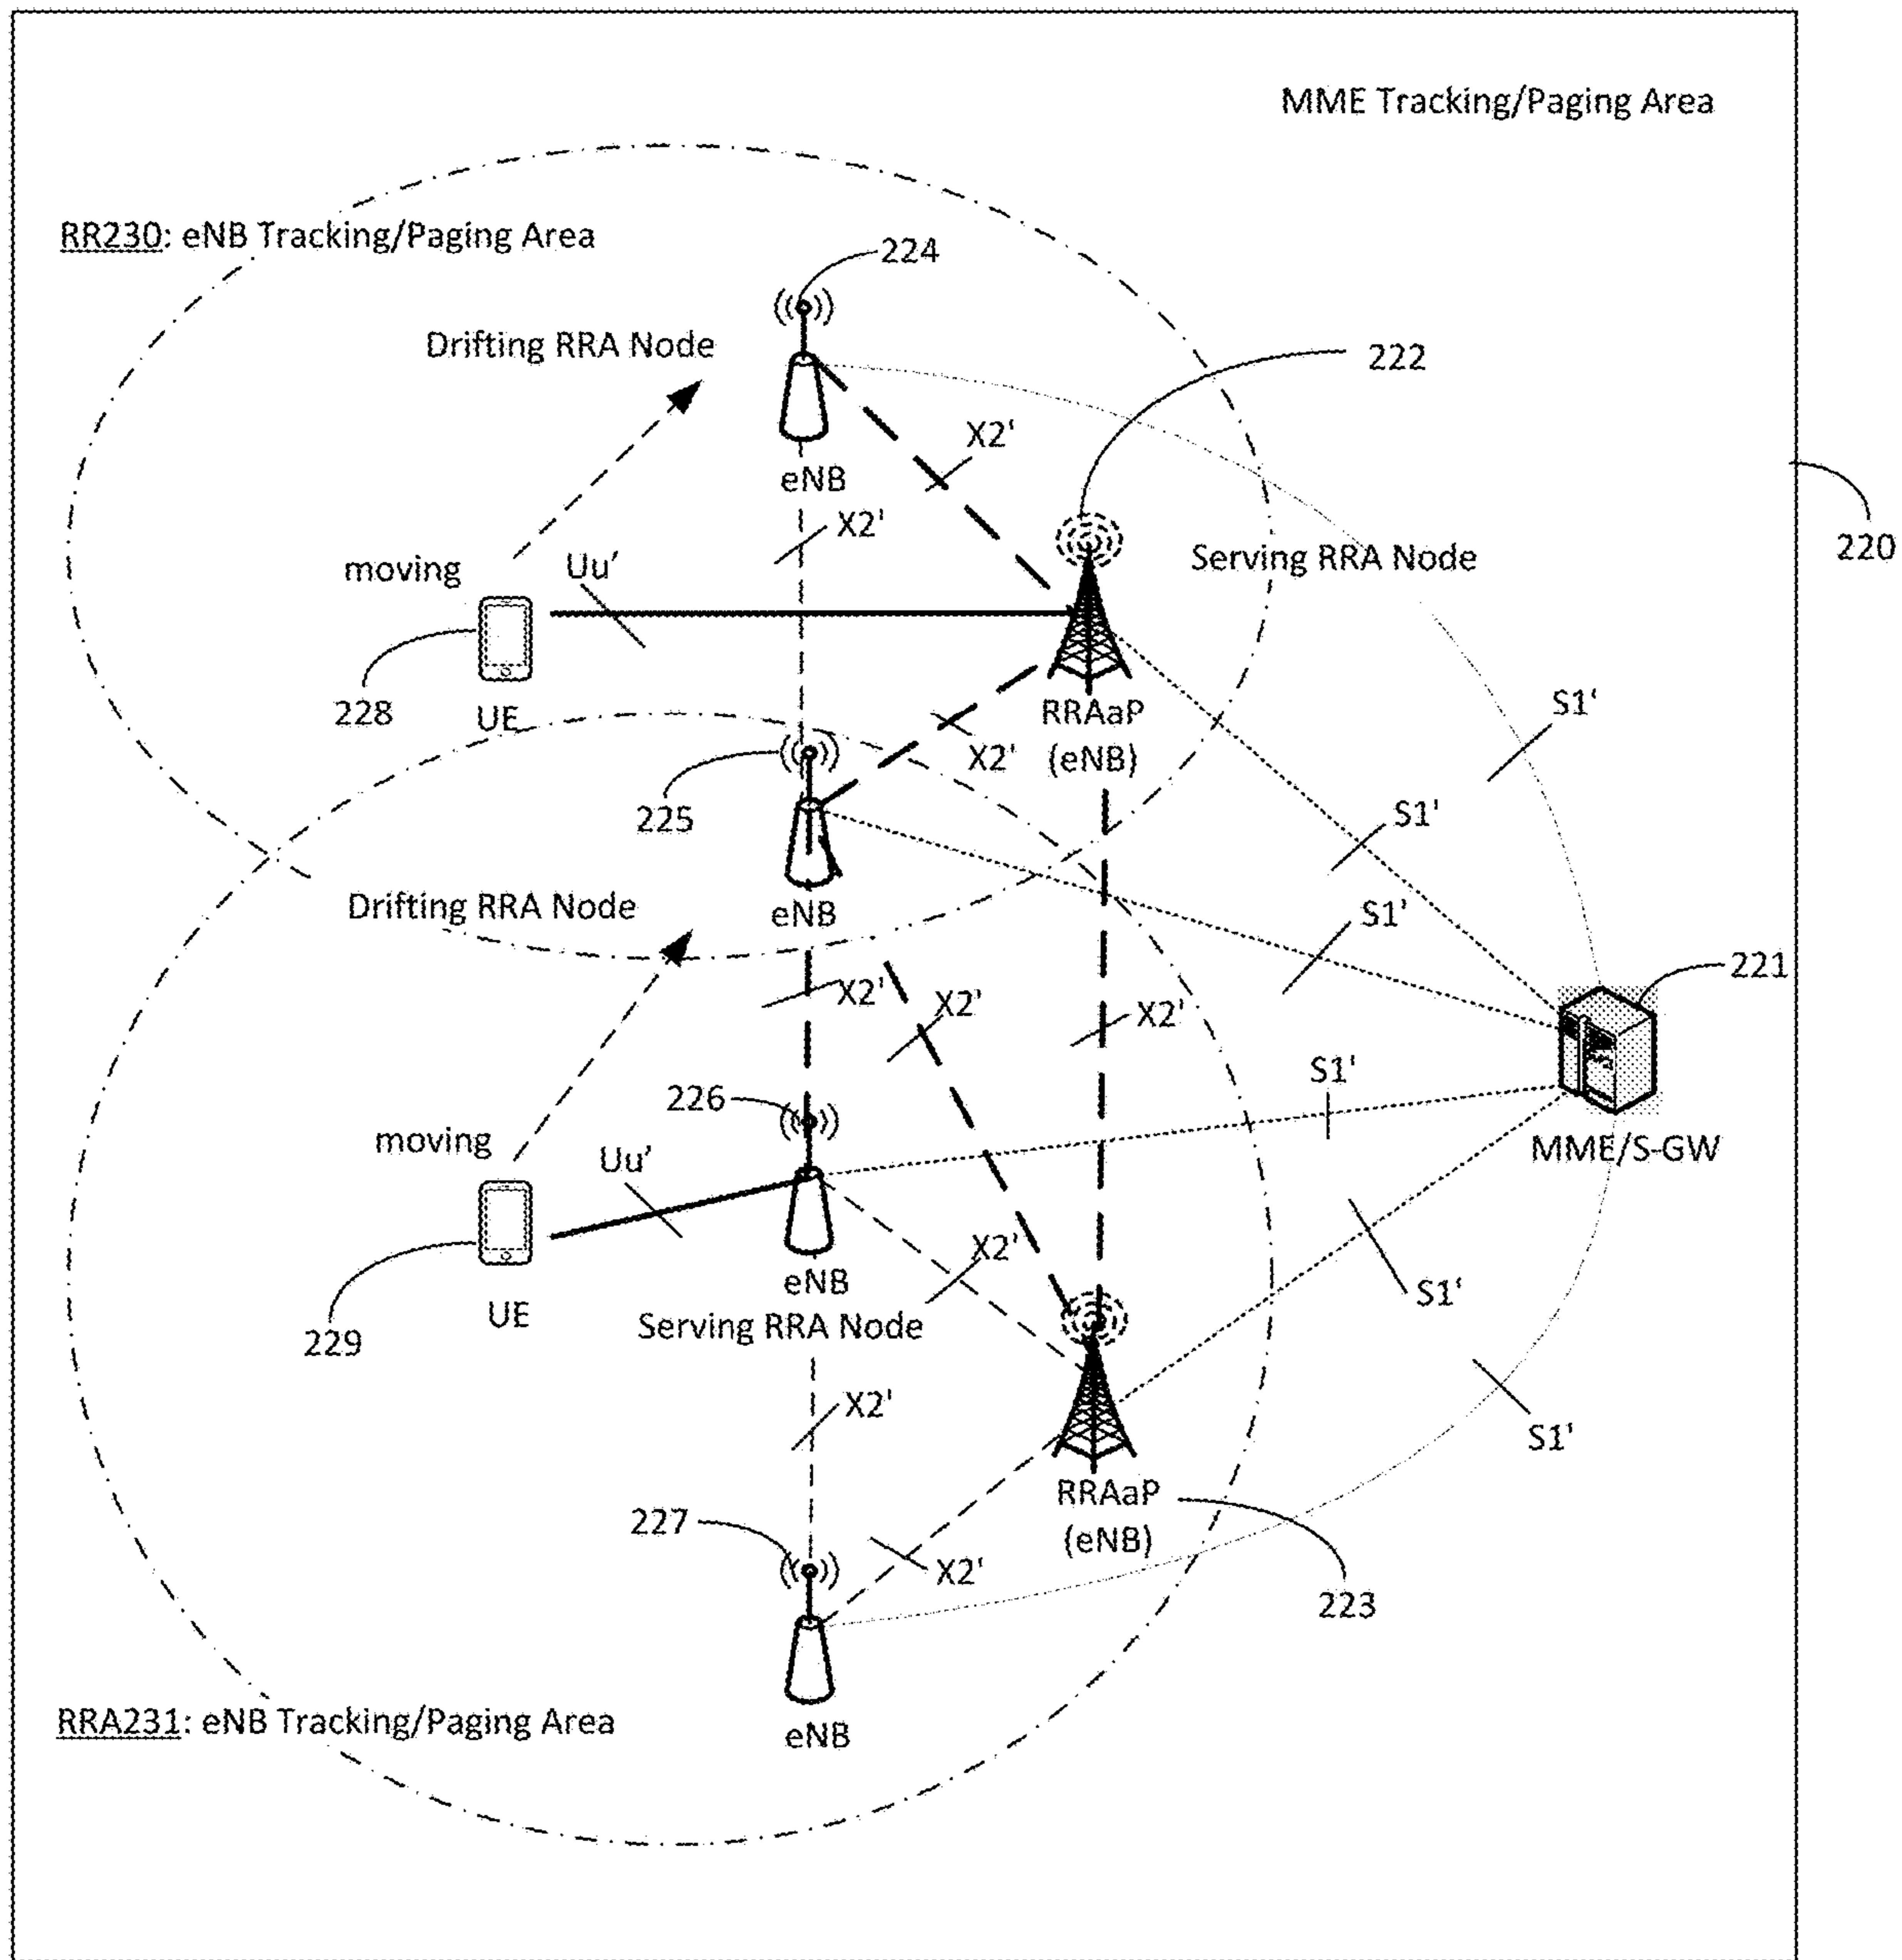 MME Tracking/Paging Area
RR230: eNB Tracking/Paging Area
224
Drifting RRA Node
222
X2'
eNB
X2'
220
Serving RRA Node
moving
Uu'
228
UE
RRAaP
(eNB)
X2'
S1'
225
S1'
Drifting RRA Node
eNB
S1'
221
X2'
X2'
X2'
S1'
226
moving
Uu'
MME/S-GW
X2'
eNB
S1'
UE
229
Serving RRA Node
X2'
S1'
RRAaP
(eNB)
227
X2'
223
RRA231: eNB Tracking/Paging Area
eNB